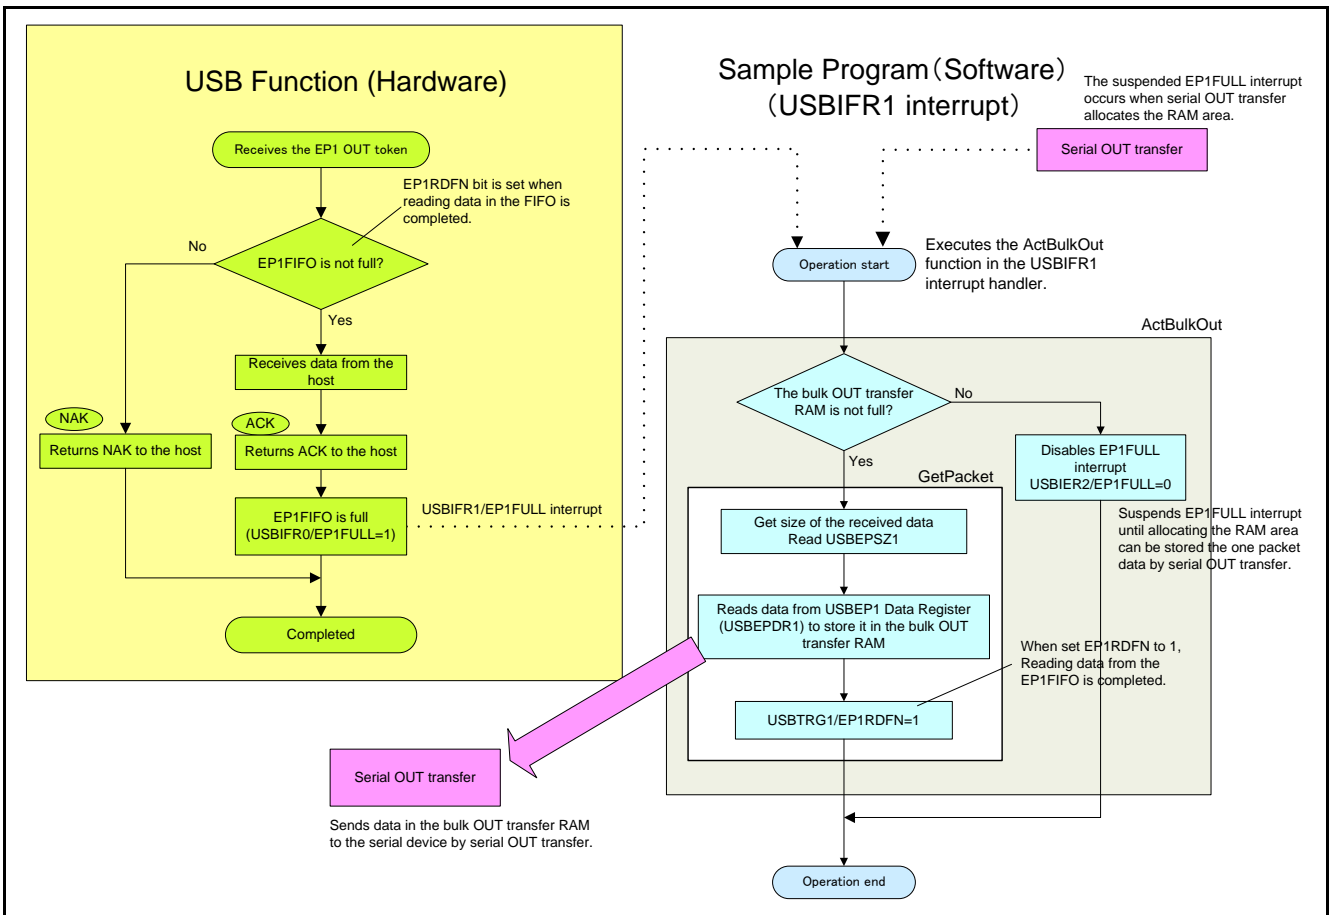 USB Function (Hardware)
Receives the EP1 OUT token
EP1RDFN bit is set when
reading data in the FIFO is
completed.
No
EP1FIFO is not full?
Yes
Receives data from the
host
NAK
Returns NAK to the host
ACK
Returns ACK to the host
EP1FIFO is full
(USBIFR0/EP1FULL=1)
USBIFR1/EP1FULL interrupt
Completed
Sample Program（Software）
（USBIFR1 interrupt）
The suspended EP1FULL interrupt
occurs when serial OUT transfer
allocates the RAM area.
Serial OUT transfer
Operation start
Executes the ActBulkOut
function in the USBIFR1
interrupt handler.
ActBulkOut
The bulk OUT transfer
RAM is not full?
No
Yes
Disables EP1FULL
interrupt
USBIER2/EP1FULL=0
Suspends EP1FULL interrupt
until allocating the RAM area
can be stored the one packet
data by serial OUT transfer.
GetPacket
Get size of the received data
Read USBEPSZ1
Reads data from USBEP1 Data Register
(USBEPDR1) to store it in the bulk OUT
transfer RAM
When set EP1RDFN to 1,
Reading data from the
EP1FIFO is completed.
USBTRG1/EP1RDFN=1
Serial OUT transfer
Sends data in the bulk OUT transfer RAM
to the serial device by serial OUT transfer.
Operation end